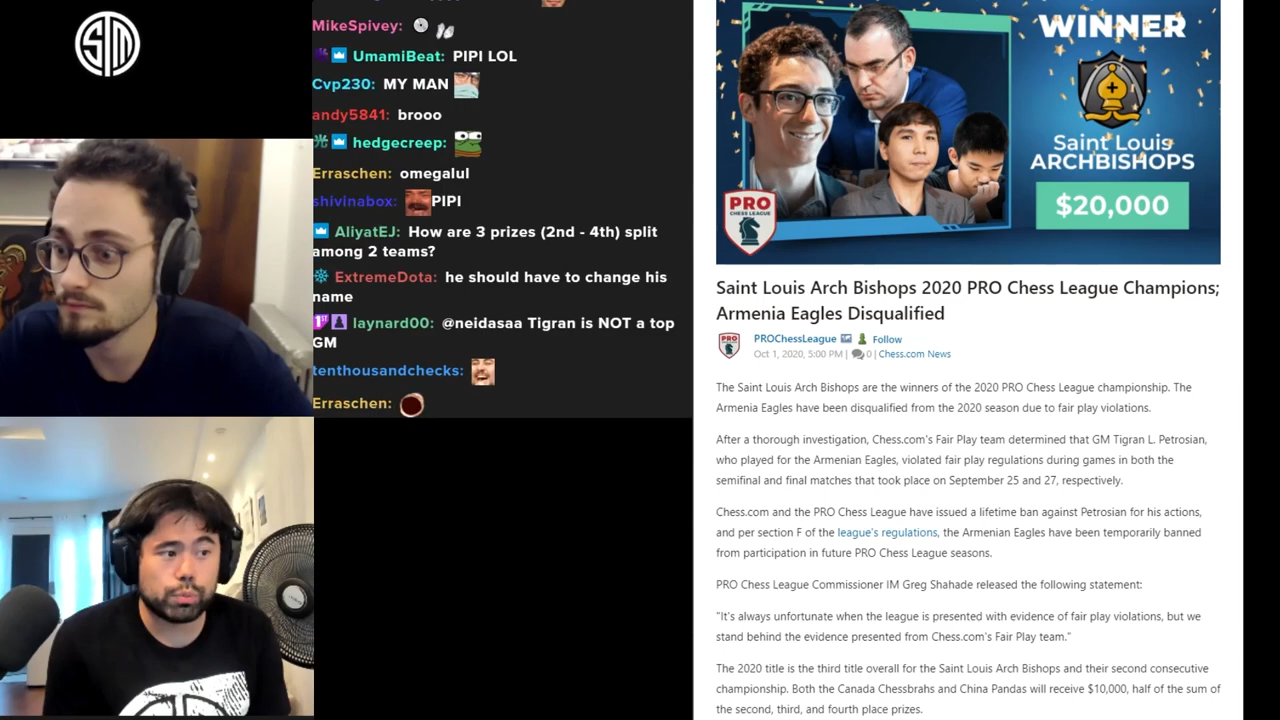 TSM
MikeSpivey:
UmamiBeat: PIPI LOL
Cvp230: MY MAN
andy5841: brooo
hedgecreep:
Erraschen: omegalul
shivinabox: PIPI
AliyatEJ: How are 3 prizes (2nd - 4th) split
among 2 teams?
ExtremeDota: he should have to change his
name
1ST laynard00: @neidasaa Tigran is NOT a top
GM
tenthousandchecks:
Erraschen:
WINNER
Saint Louis
ARCHBISHOPS
$20,000
PRO
CHESS LEAGUE
Saint Louis Arch Bishops 2020 PRO Chess League Champions;
Armenia Eagles Disqualified
PRO
PROChessLeague Follow
Oct 1, 2020, 5:00 PM | 0 | Chess.com News
The Saint Louis Arch Bishops are the winners of the 2020 PRO Chess League championship. The
Armenia Eagles have been disqualified from the 2020 season due to fair play violations.
After a thorough investigation, Chess.com's Fair Play team determined that GM Tigran L. Petrosian,
who played for the Armenian Eagles, violated fair play regulations during games in both the
semifinal and final matches that took place on September 25 and 27, respectively.
Chess.com and the PRO Chess League have issued a lifetime ban against Petrosian for his actions,
and per section F of the league's regulations, the Armenian Eagles have been temporarily banned
from participation in future PRO Chess League seasons.
PRO Chess League Commissioner IM Greg Shahade released the following statement:
"It's always unfortunate when the league is presented with evidence of fair play violations, but we
stand behind the evidence presented from Chess.com's Fair Play team."
The 2020 title is the third title overall for the Saint Louis Arch Bishops and their second consecutive
championship. Both the Canada Chessbrahs and China Pandas will receive $10,000, half of the sum of
the second, third, and fourth place prizes.